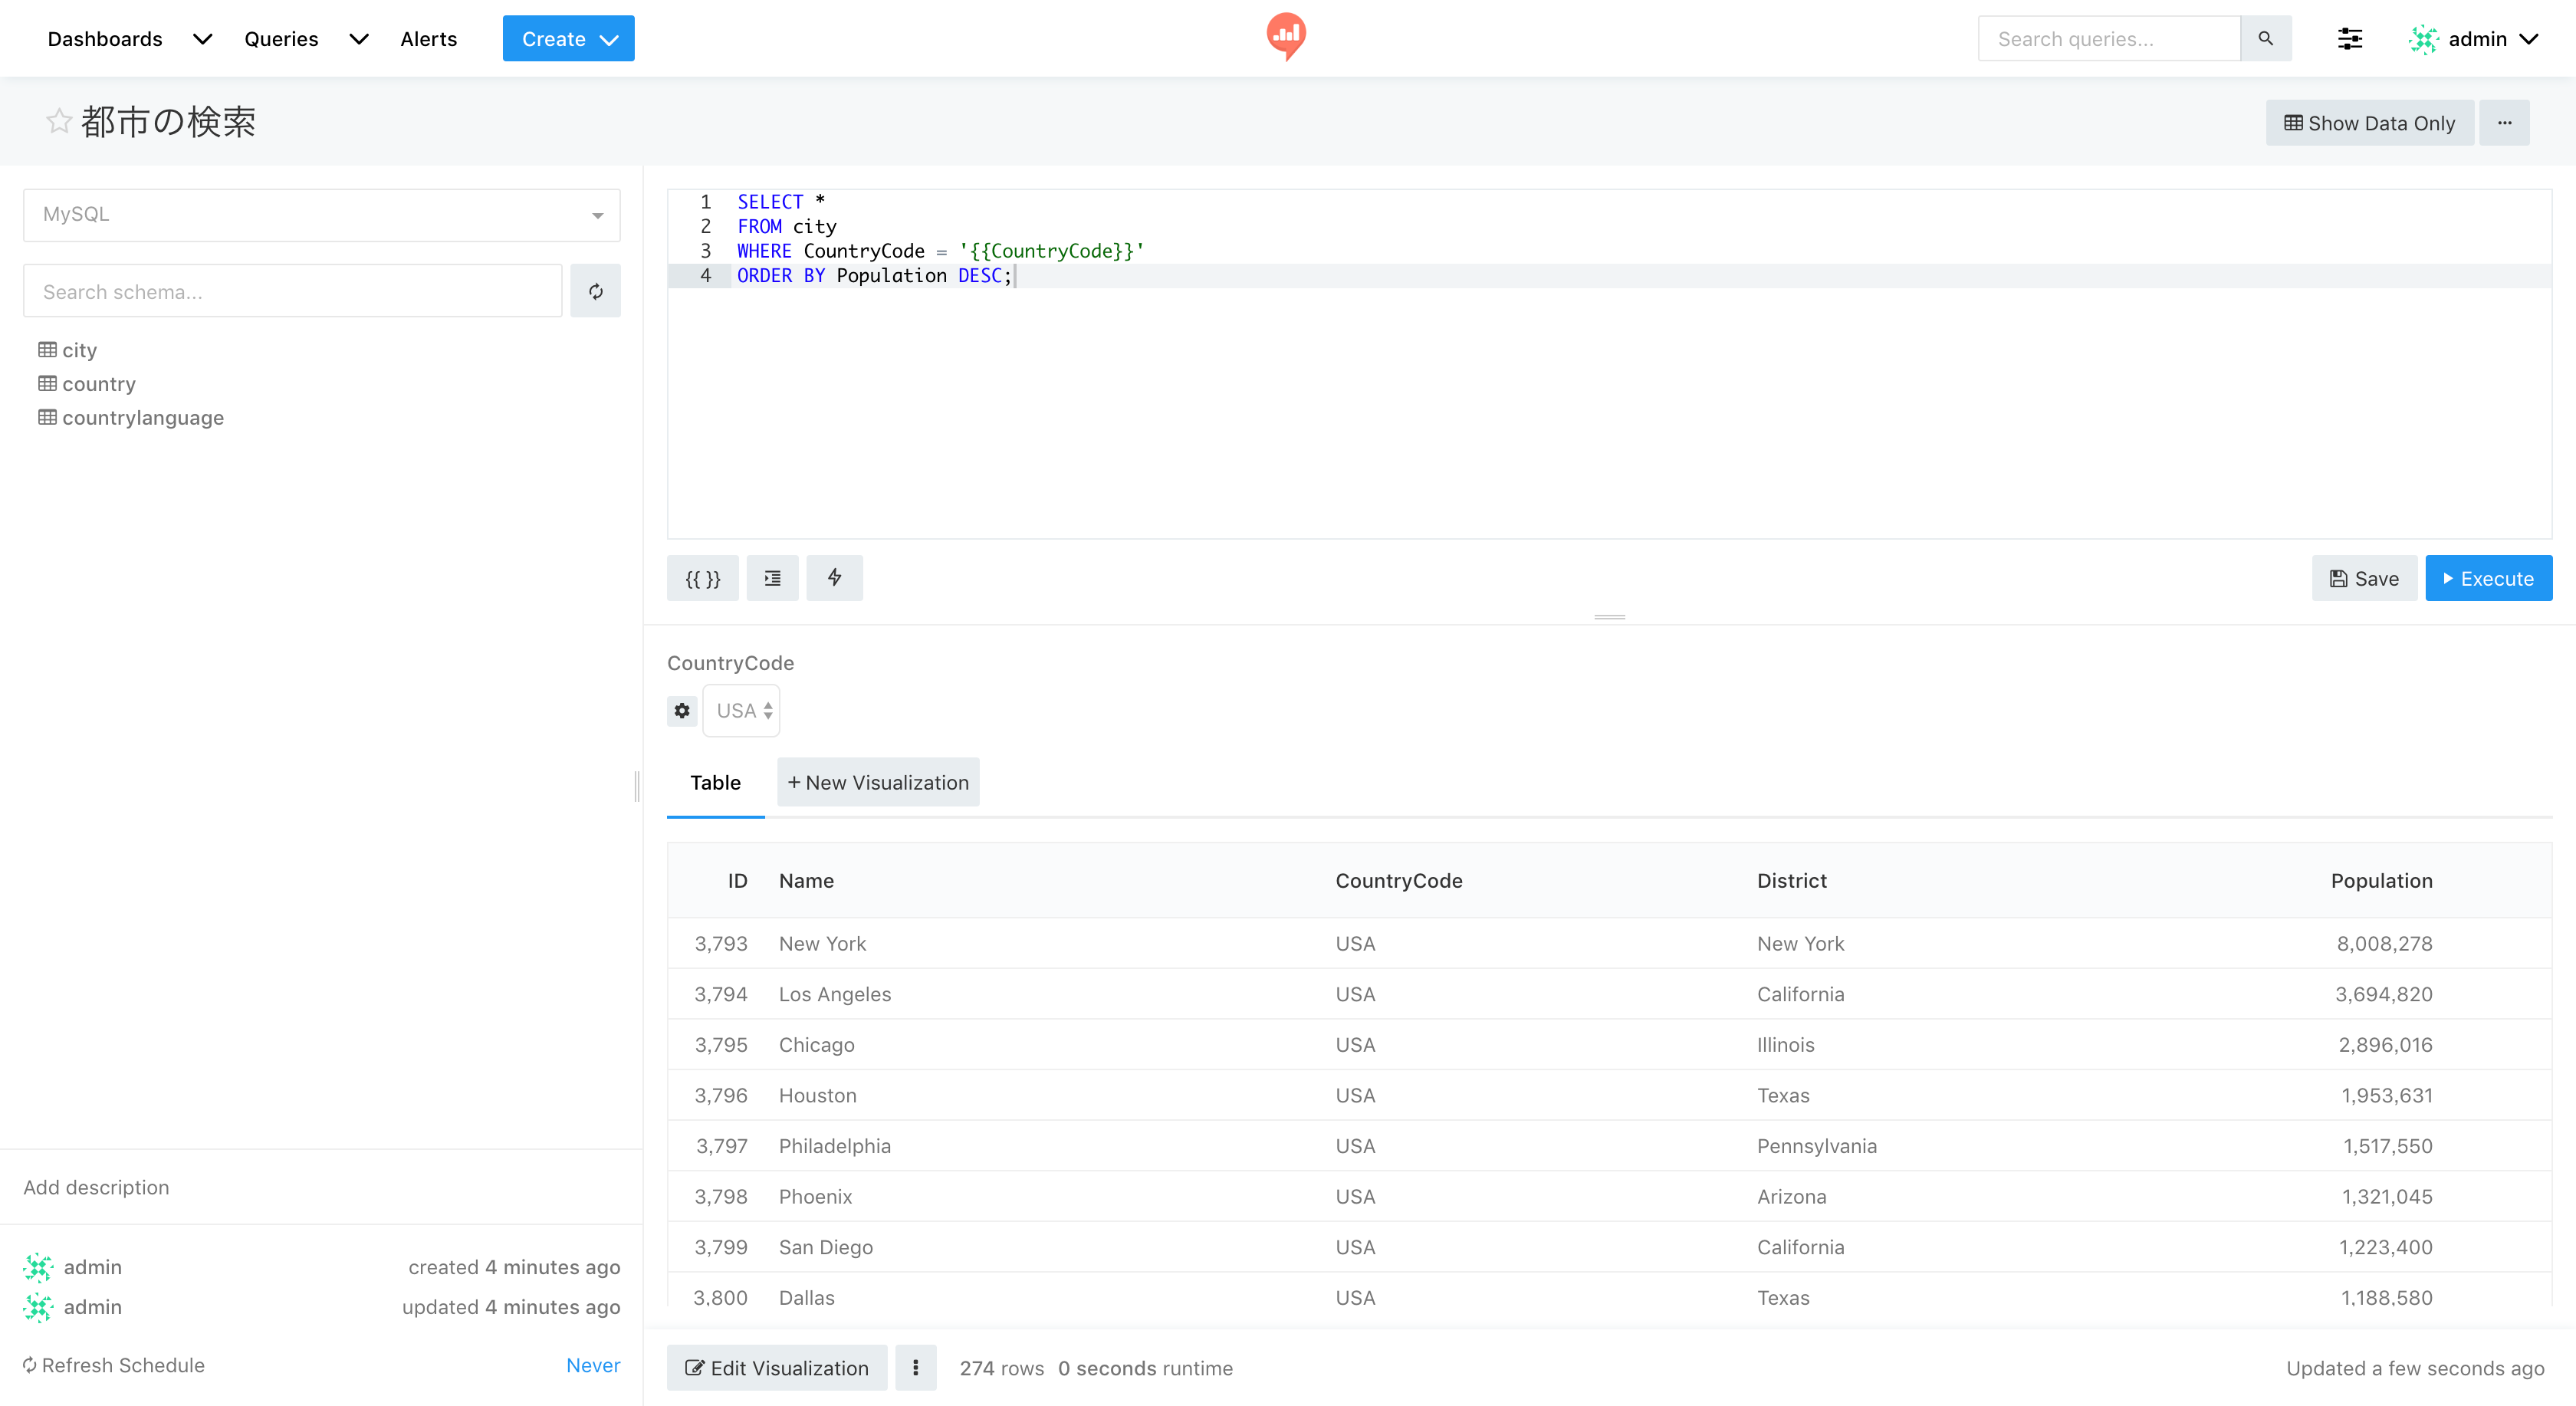 Dashboards Queries Alerts Create Search queries... admin
都市の検索 Show Data Only ...
MySQL
Search schema...
city
country
countrylanguage
1 SELECT *
2 FROM city
3 WHERE CountryCode = '{{CountryCode}}'
4 ORDER BY Population DESC;
{{ }} Save Execute
CountryCode
USA
Table + New Visualization
ID Name CountryCode District Population
3,793 New York USA New York 8,008,278
3,794 Los Angeles USA California 3,694,820
3,795 Chicago USA Illinois 2,896,016
3,796 Houston USA Texas 1,953,631
3,797 Philadelphia USA Pennsylvania 1,517,550
3,798 Phoenix USA Arizona 1,321,045
3,799 San Diego USA California 1,223,400
3,800 Dallas USA Texas 1,188,580
Add description
admin created 4 minutes ago
admin updated 4 minutes ago
Refresh Schedule Never
Edit Visualization 274 rows 0 seconds runtime Updated a few seconds ago